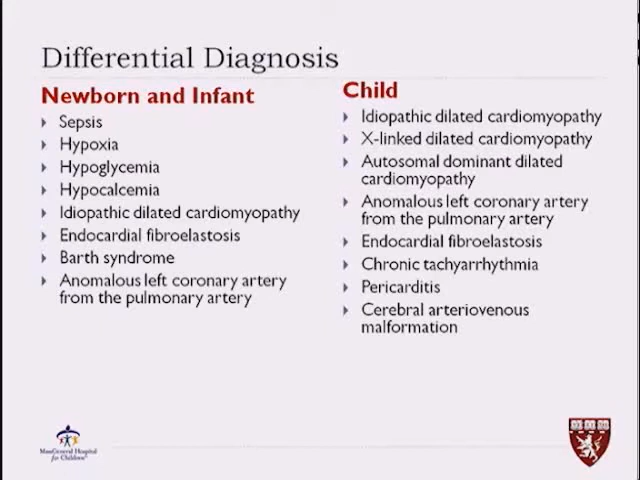 Differential Diagnosis
Newborn and Infant
Sepsis
Hypoxia
Hypoglycemia
Hypocalcemia
Idiopathic dilated cardiomyopathy
Endocardial fibroelastosis
Barth syndrome
Anomalous left coronary artery
from the pulmonary artery
Child
Idiopathic dilated cardiomyopathy
X-linked dilated cardiomyopathy
Autosomal dominant dilated
cardiomyopathy
Anomalous left coronary artery
from the pulmonary artery
Endocardial fibroelastosis
Chronic tachyarrhythmia
Pericarditis
Cerebral arteriovenous
malformation
MassGeneral Hospital
for Children